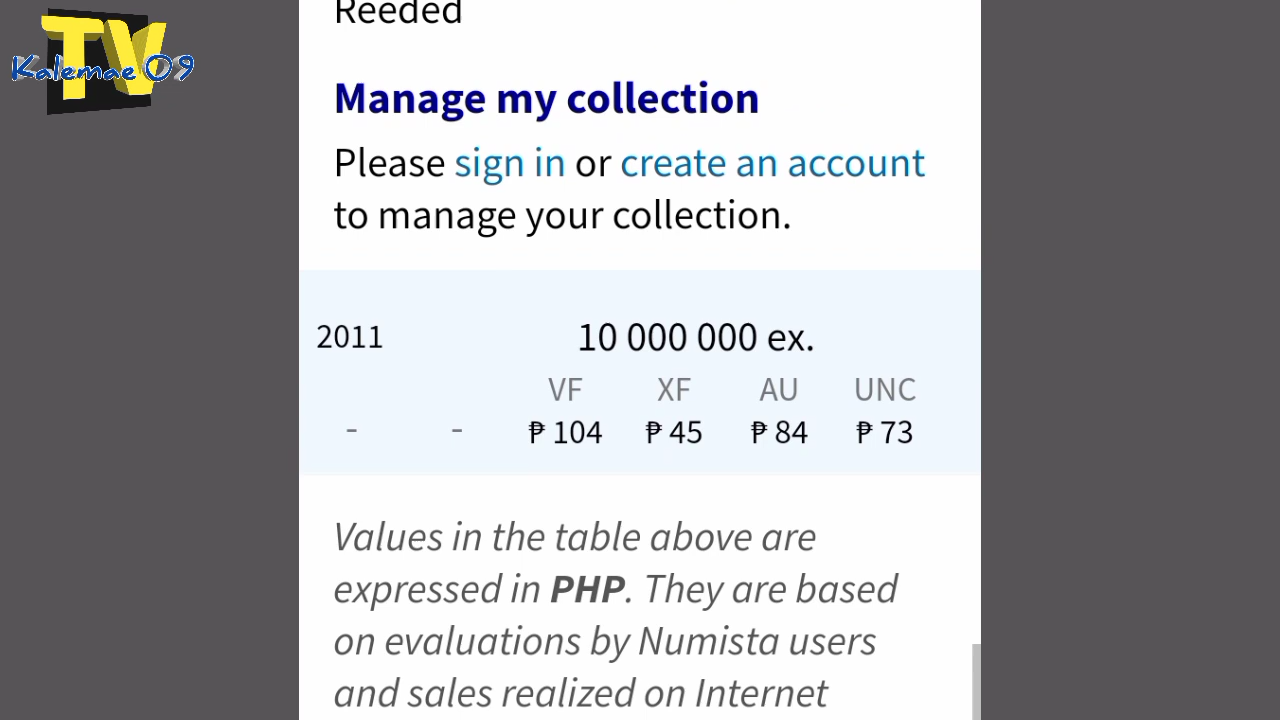 TV
Kalemae 09
Reeded
Manage my collection
Please sign in or create an account
to manage your collection.
2011 10 000 000 ex.
VF XF AU UNC
- - ₱ 104 ₱ 45 ₱ 84 ₱ 73
Values in the table above are
expressed in PHP. They are based
on evaluations by Numista users
and sales realized on Internet